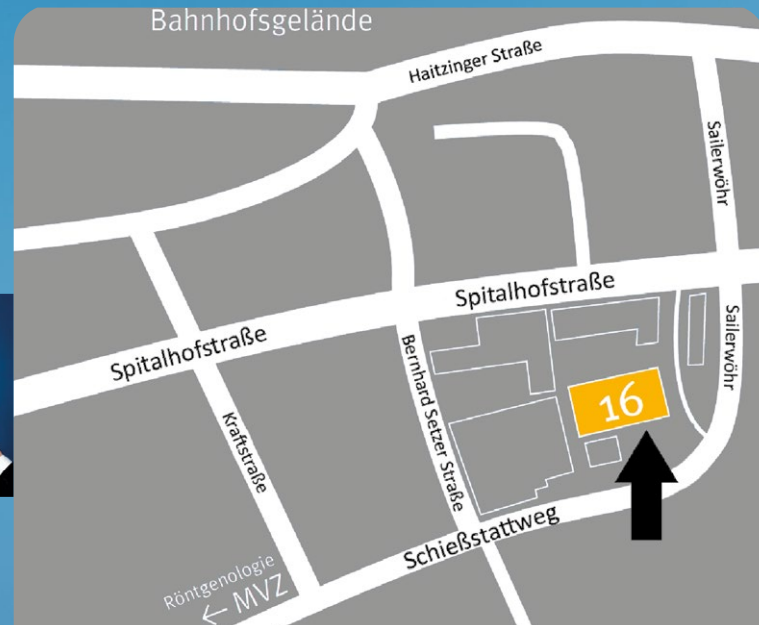 Bahnhofsgelände
Haitzinger Straße
Sailerwöhr
Spitalhofstraße
Spitalhofstraße
Sailerwöhr
Bernhard Setzer Straße
16
Kraftstraße
Schießstattweg
Röntgenologie
← MVZ